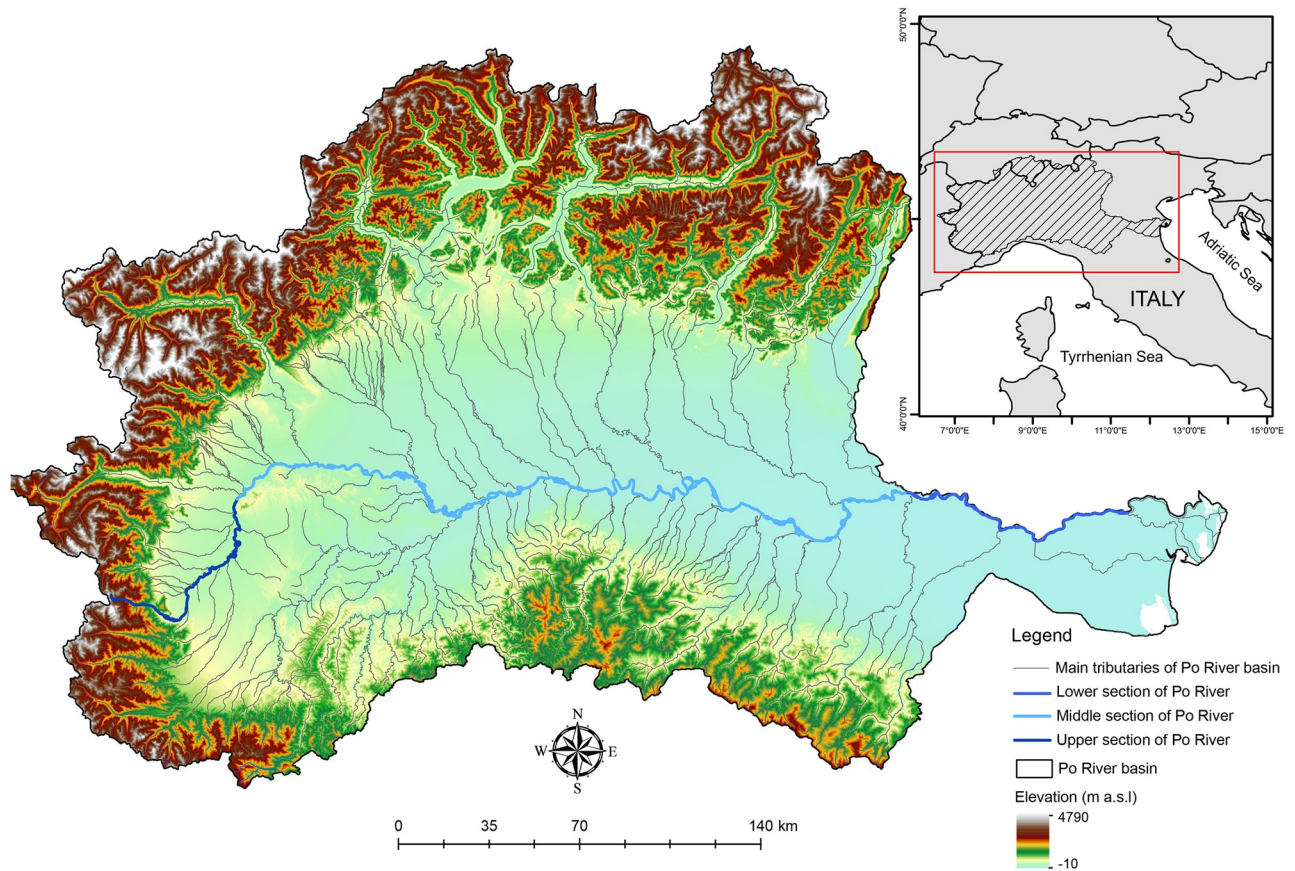 50°0'0"N
Adriatic Sea
ITALY
Tyrrhenian Sea
40°0'0"N
7°0'0"E 9°0'0"E 11°0'0"E 13°0'0"E 15°0'0"E
Legend
Main tributaries of Po River basin
Lower section of Po River
Middle section of Po River
Upper section of Po River
Po River basin
Elevation (m a.s.l)
4790
-10
N
W E
S
0 35 70 140 km